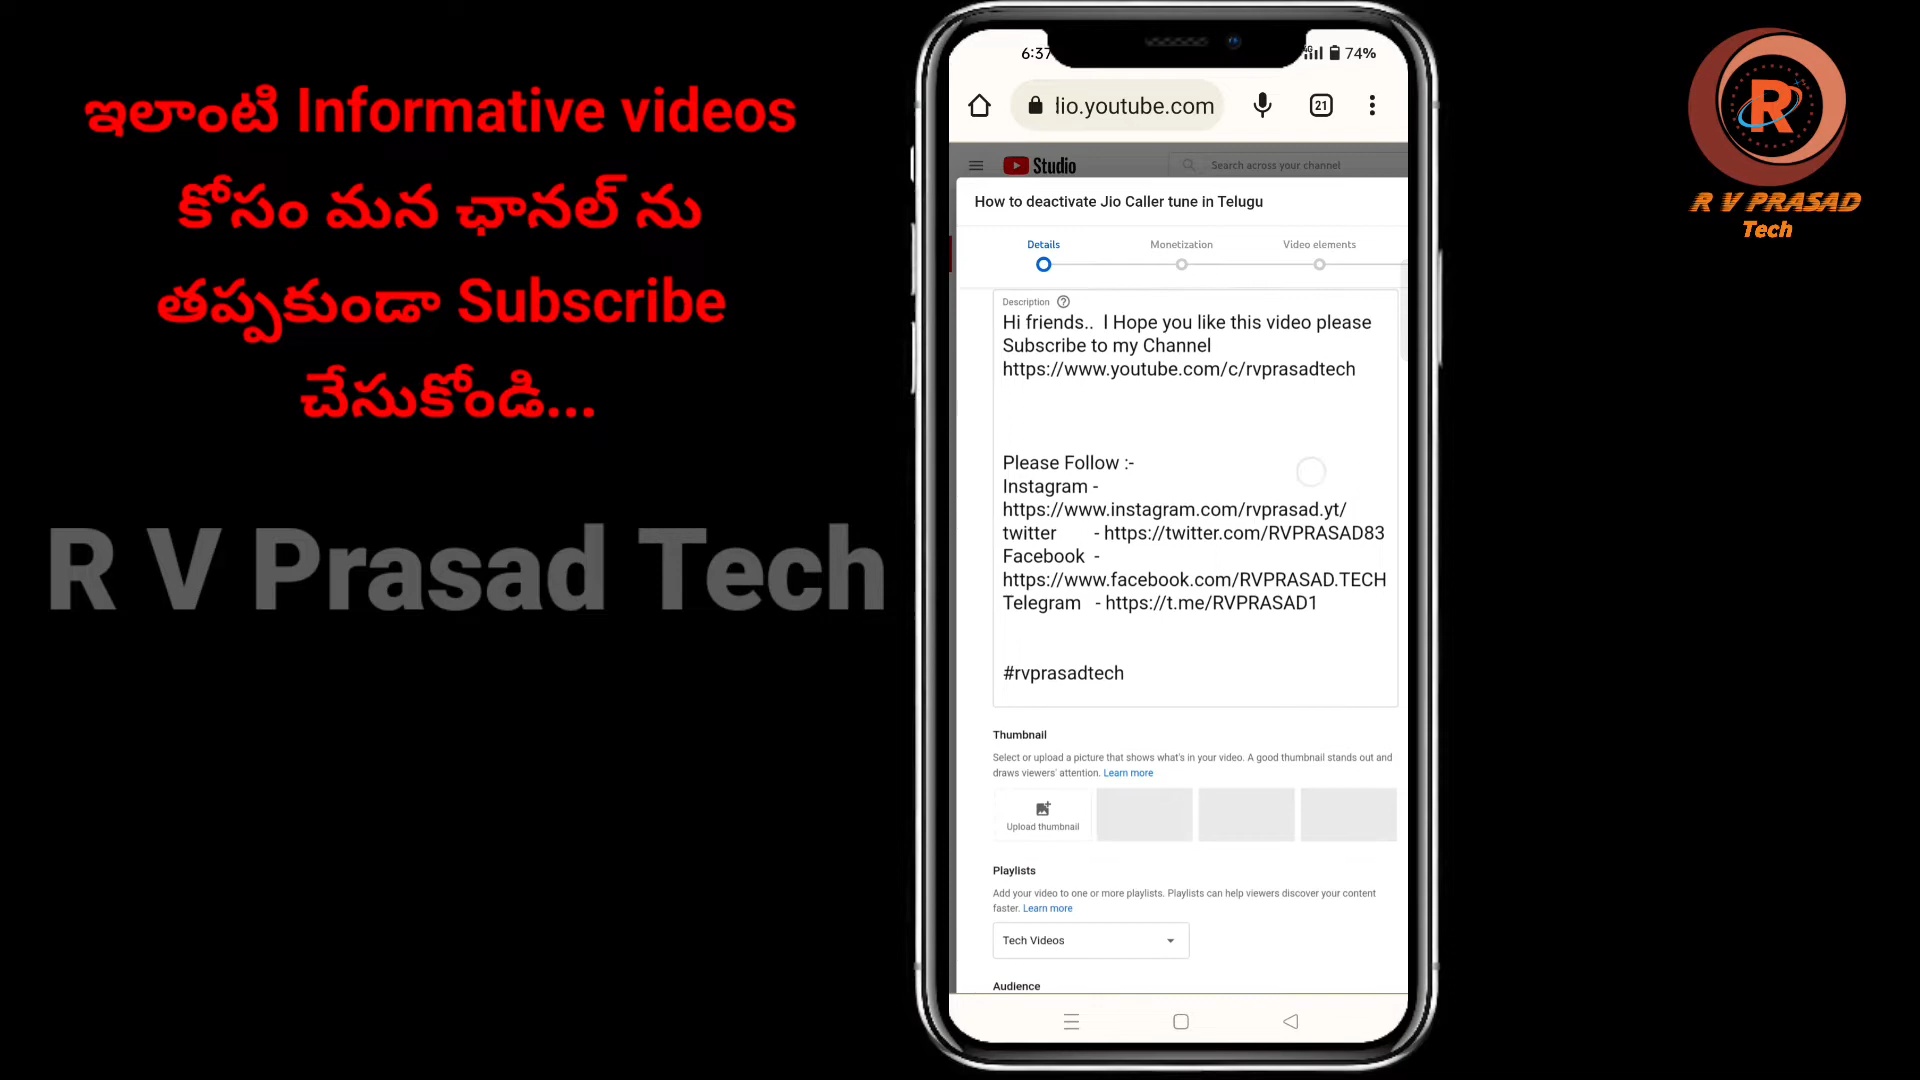 ఇలాంటి Informative videos
కోసం మన ఛానల్ ను
తప్పకుండా Subscribe
చేసుకోండి...
R V Prasad Tech
6:37
4G 74%
lio.youtube.com
21
Studio
Search across your channel
How to deactivate Jio Caller tune in Telugu
Details Monetization Video elements
Description ?
Hi friends..  I Hope you like this video please
Subscribe to my Channel
https://www.youtube.com/c/rvprasadtech
Please Follow :-
Instagram -
https://www.instagram.com/rvprasad.yt/
twitter - https://twitter.com/RVPRASAD83
Facebook -
https://www.facebook.com/RVPRASAD.TECH
Telegram - https://t.me/RVPRASAD1
#rvprasadtech
Thumbnail
Select or upload a picture that shows what's in your video. A good thumbnail stands out and
draws viewers' attention. Learn more
Upload thumbnail
Playlists
Add your video to one or more playlists. Playlists can help viewers discover your content
faster. Learn more
Tech Videos
Audience
R
R V PRASAD
Tech